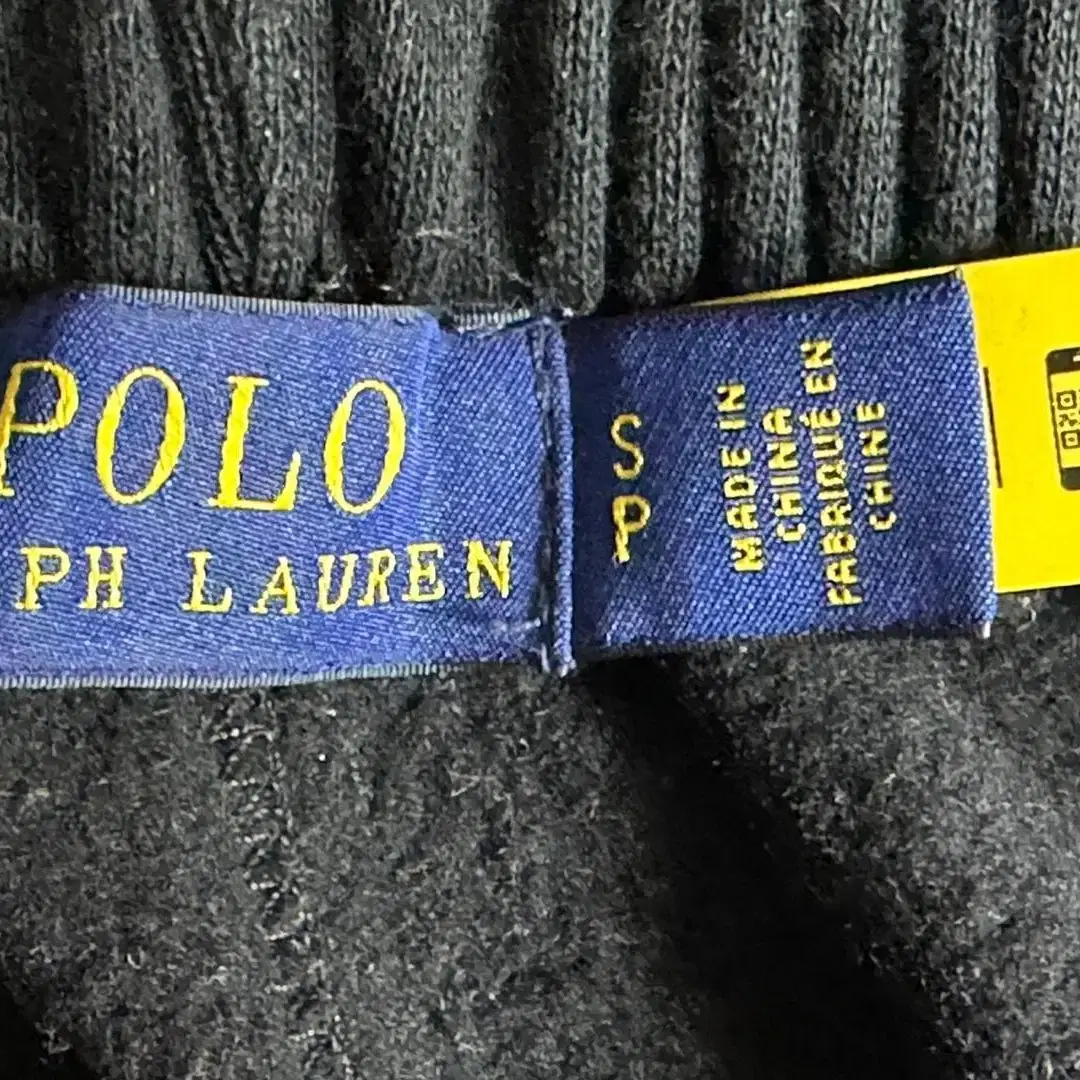 POLO
PH LAUREN
S
P
MADE IN
CHINA
FABRIQUÉ EN
CHINE